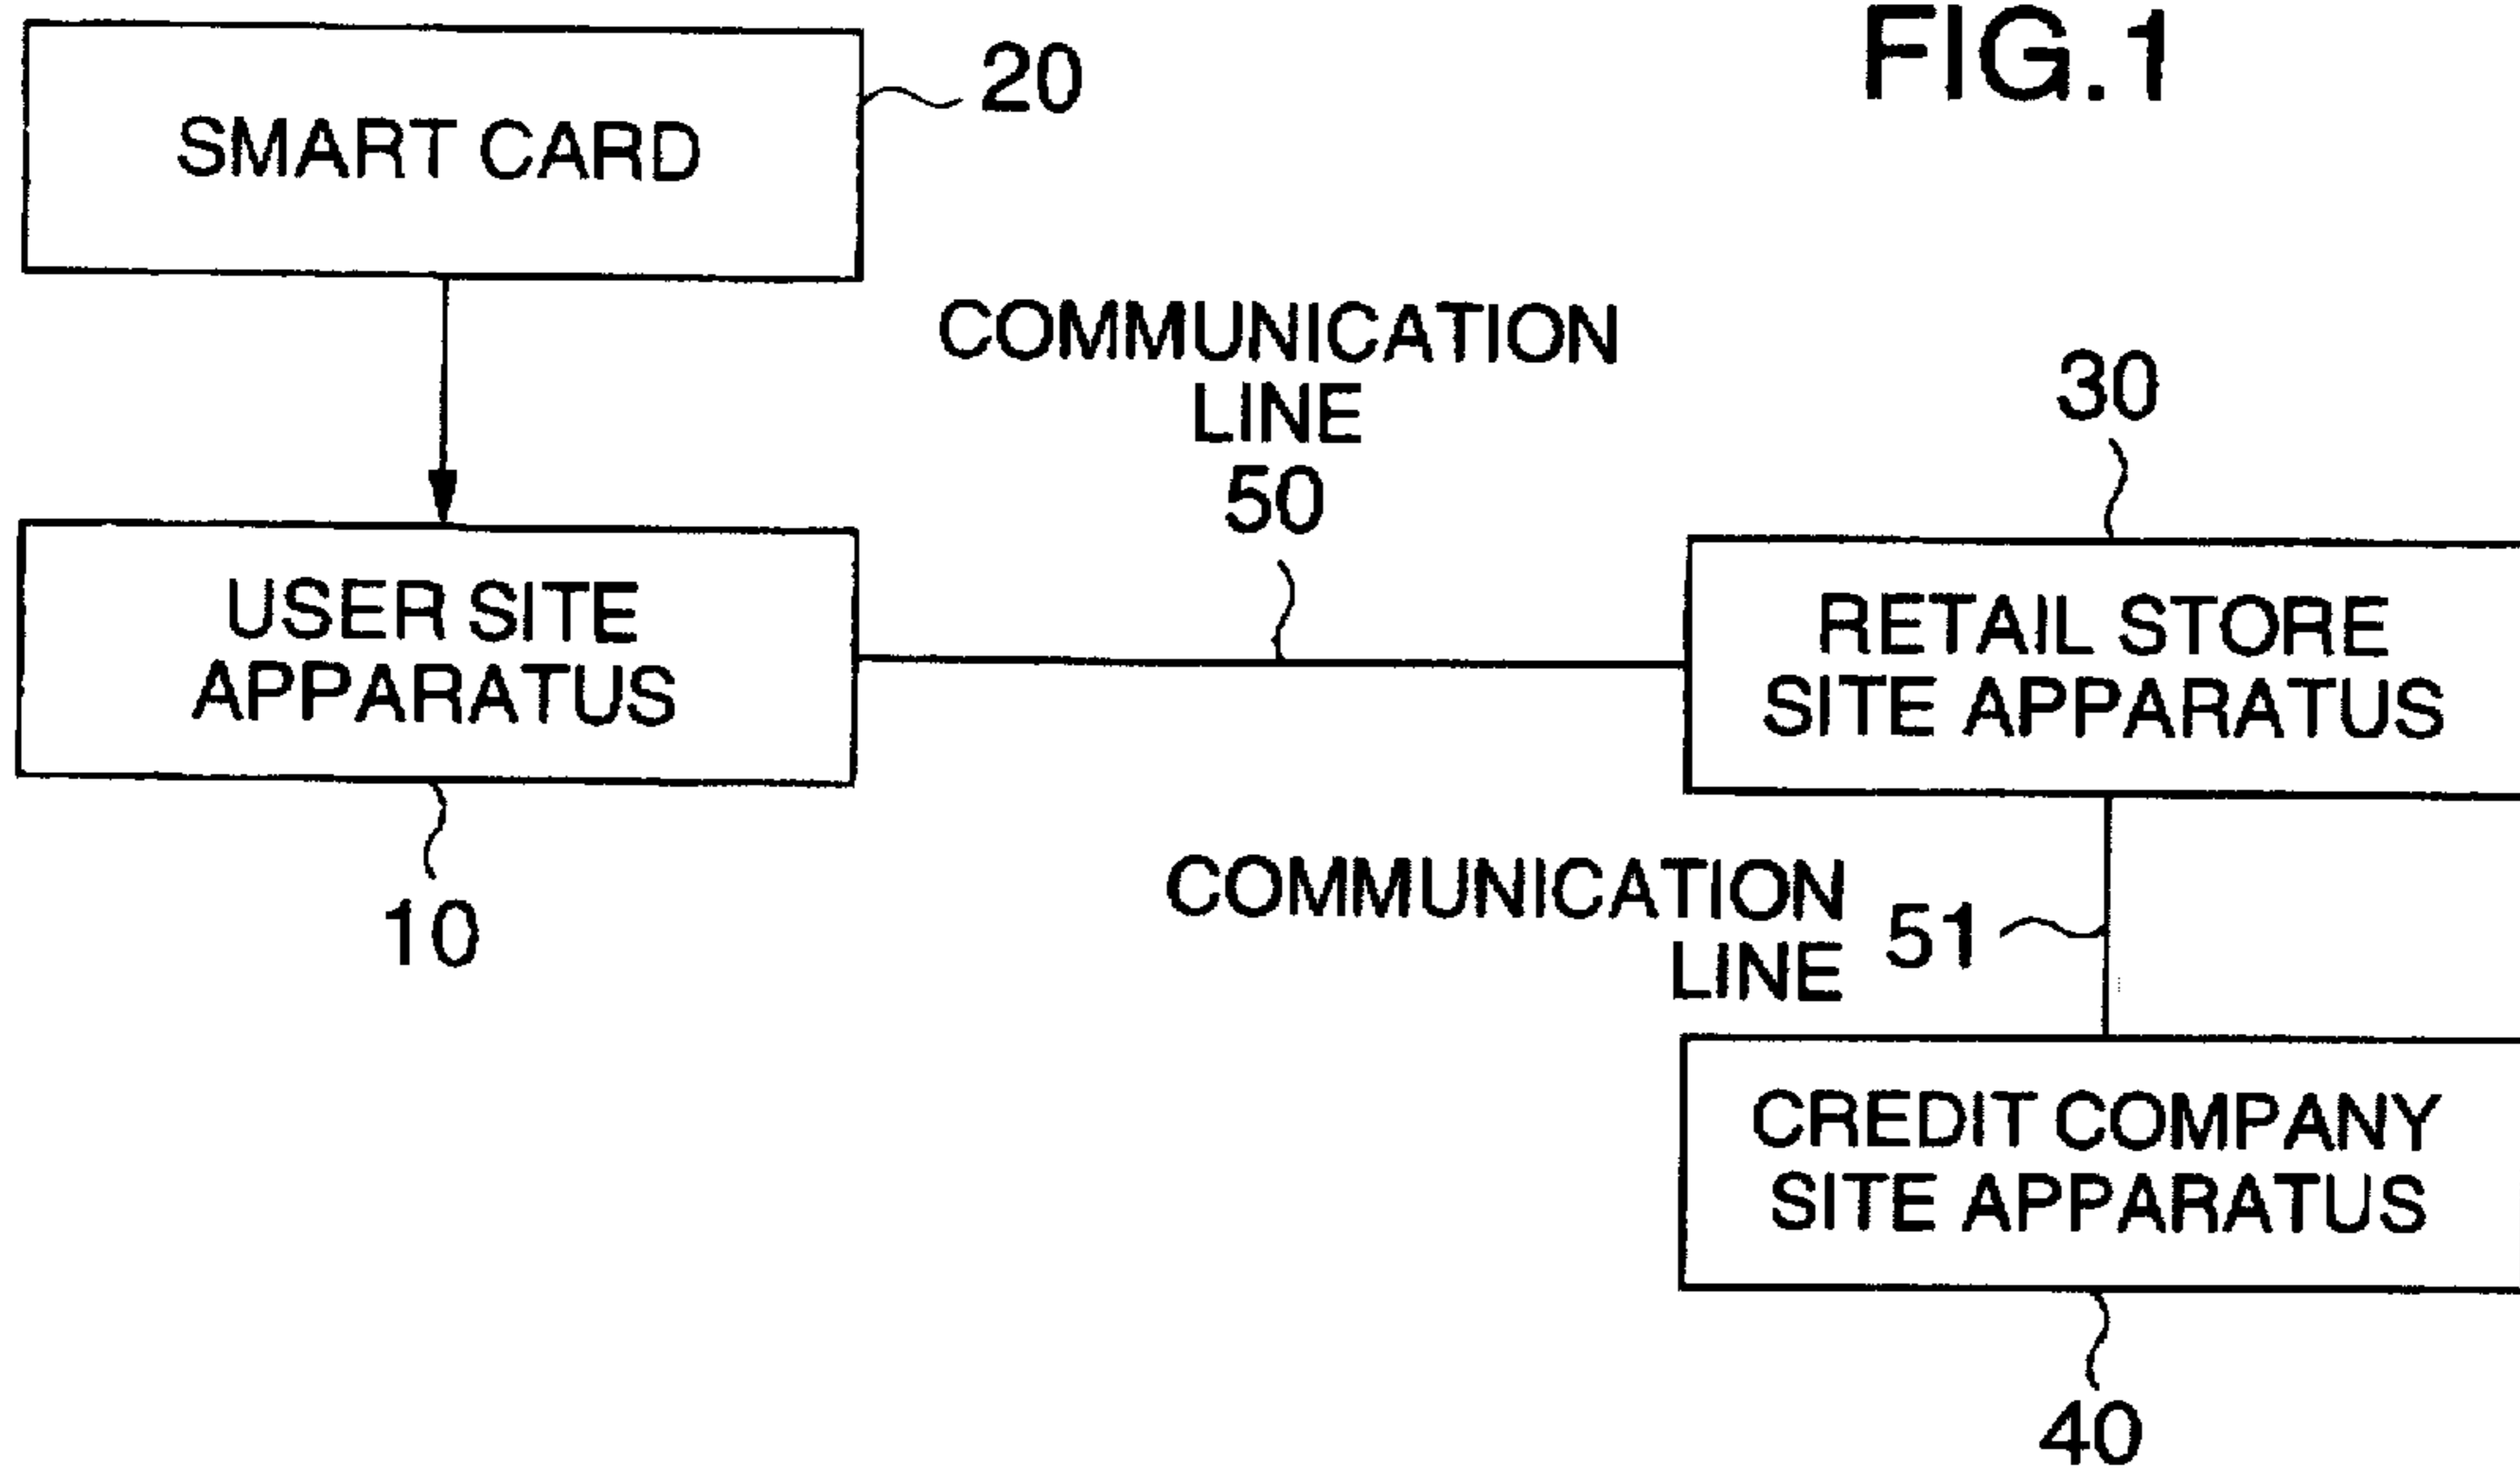 FIG.1
SMART CARD
20
COMMUNICATION
LINE
50
30
USER SITE
APPARATUS
RETAIL STORE
SITE APPARATUS
10
COMMUNICATION
LINE
51
CREDIT COMPANY
SITE APPARATUS
40